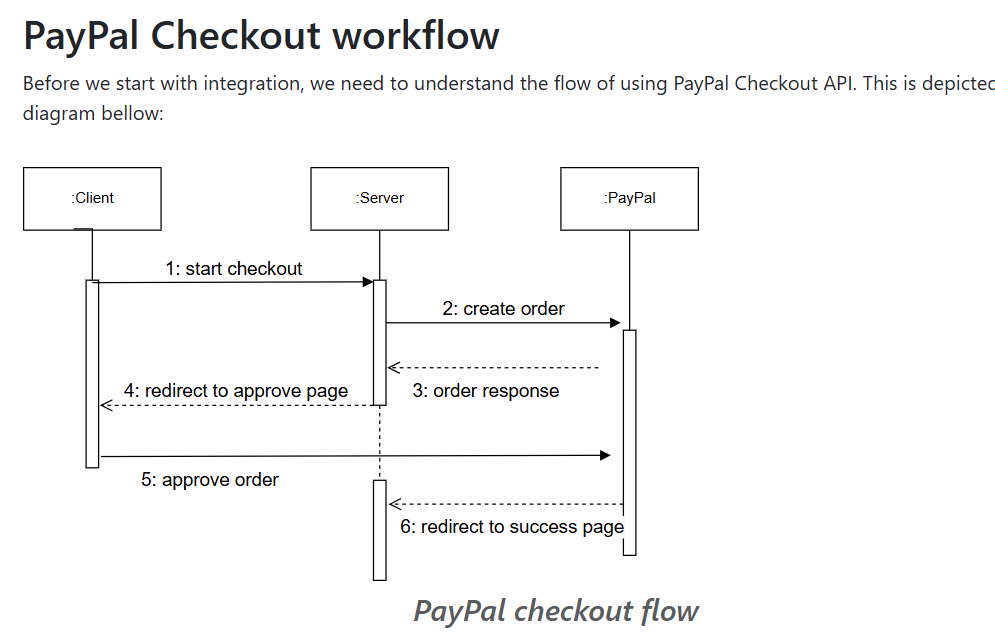 PayPal Checkout workflow
Before we start with integration, we need to understand the flow of using PayPal Checkout API. This is depicted
diagram bellow:
:Client
:Server
:PayPal
1: start checkout
2: create order
3: order response
4: redirect to approve page
5: approve order
6: redirect to success page
PayPal checkout flow